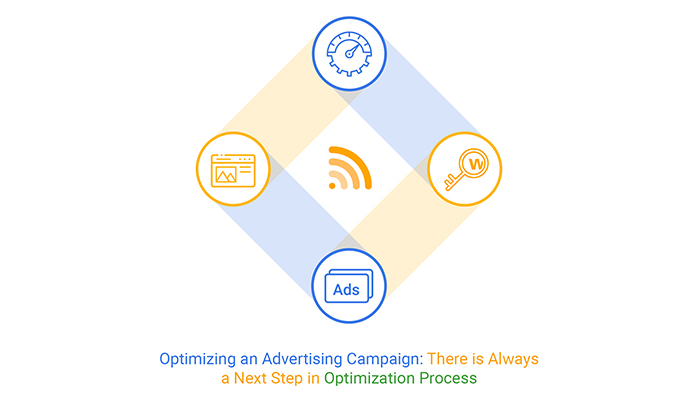 W
Ads
Optimizing an Advertising Campaign: There is Always
a Next Step in Optimization Process